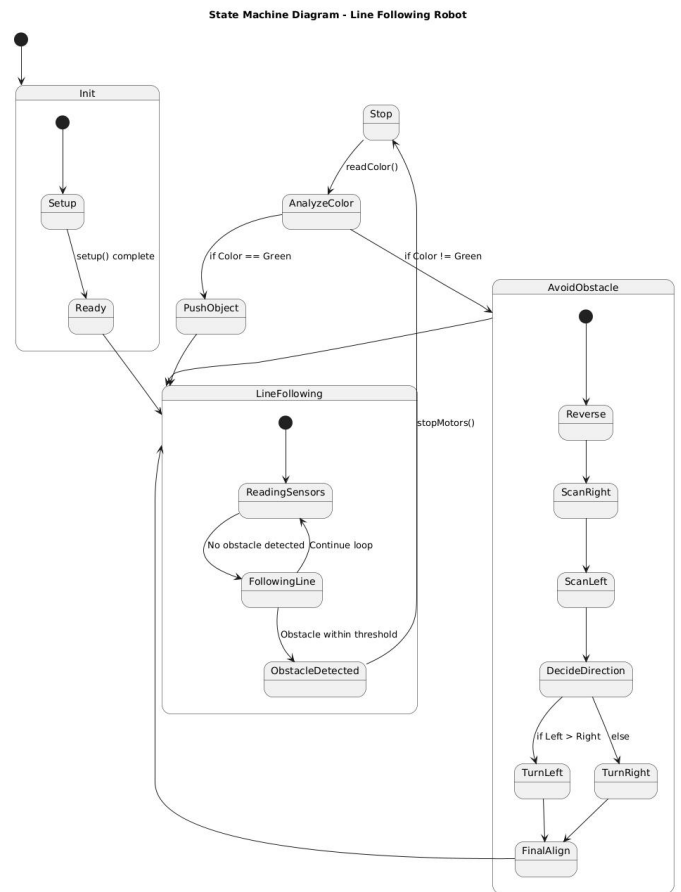 State Machine Diagram - Line Following Robot
Init
Stop
readColor()
Setup
AnalyzeColor
setup() complete
if Color == Green
if Color != Green
AvoidObstacle
Ready
PushObject
LineFollowing
Reverse
stopMotors()
ReadingSensors
ScanRight
No obstacle detected
Continue loop
FollowingLine
ScanLeft
Obstacle within threshold
ObstacleDetected
DecideDirection
if Left > Right
else
TurnLeft
TurnRight
FinalAlign